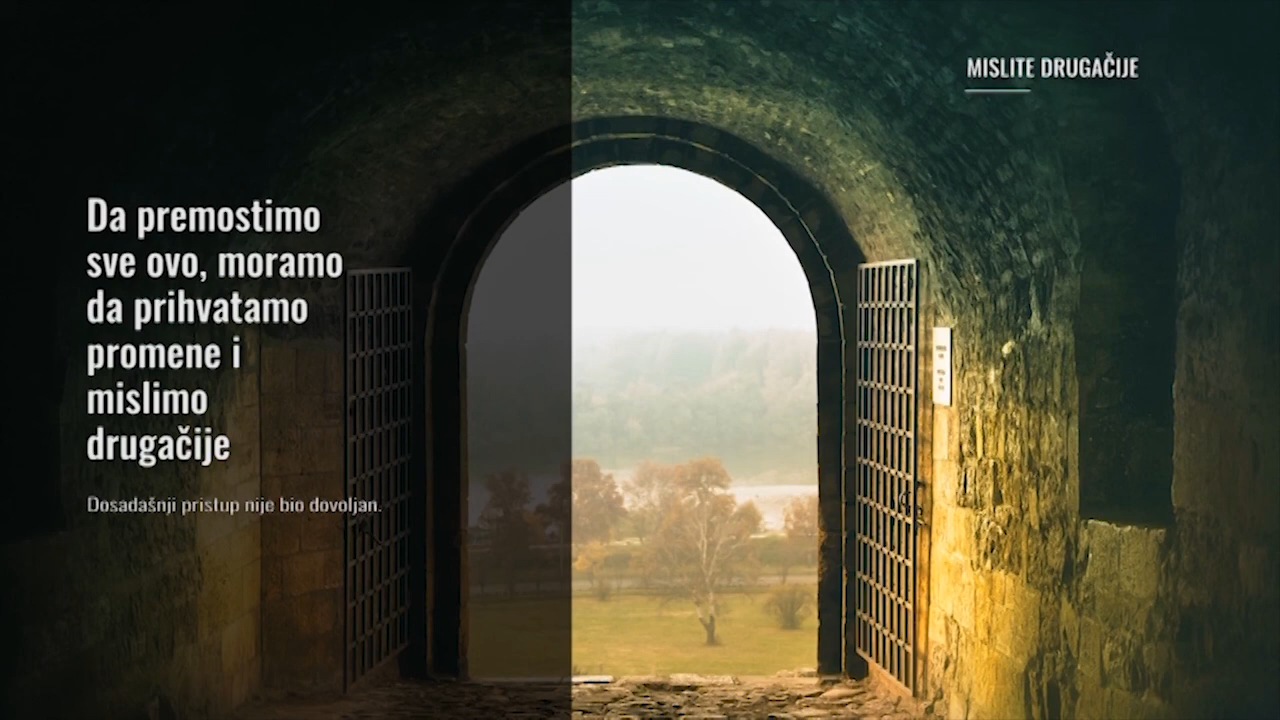 MISLITE DRUGAČIJE
Da premostimo
sve ovo, moramo
da prihvatamo
promene i
mislimo
drugačije
Dosadašnji pristup nije bio dovoljan.